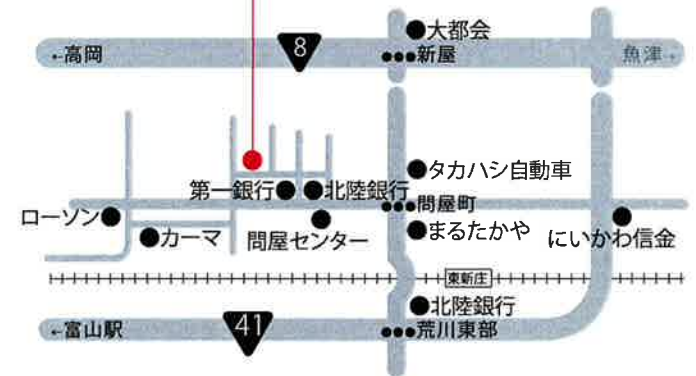 大都会
8
←高岡
新屋
魚津→
タカハシ自動車
第一銀行
北陸銀行
問屋町
ローソン
カーマ
問屋センター
まるたかや
にいかわ信金
東新庄
北陸銀行
←富山駅
41
荒川東部